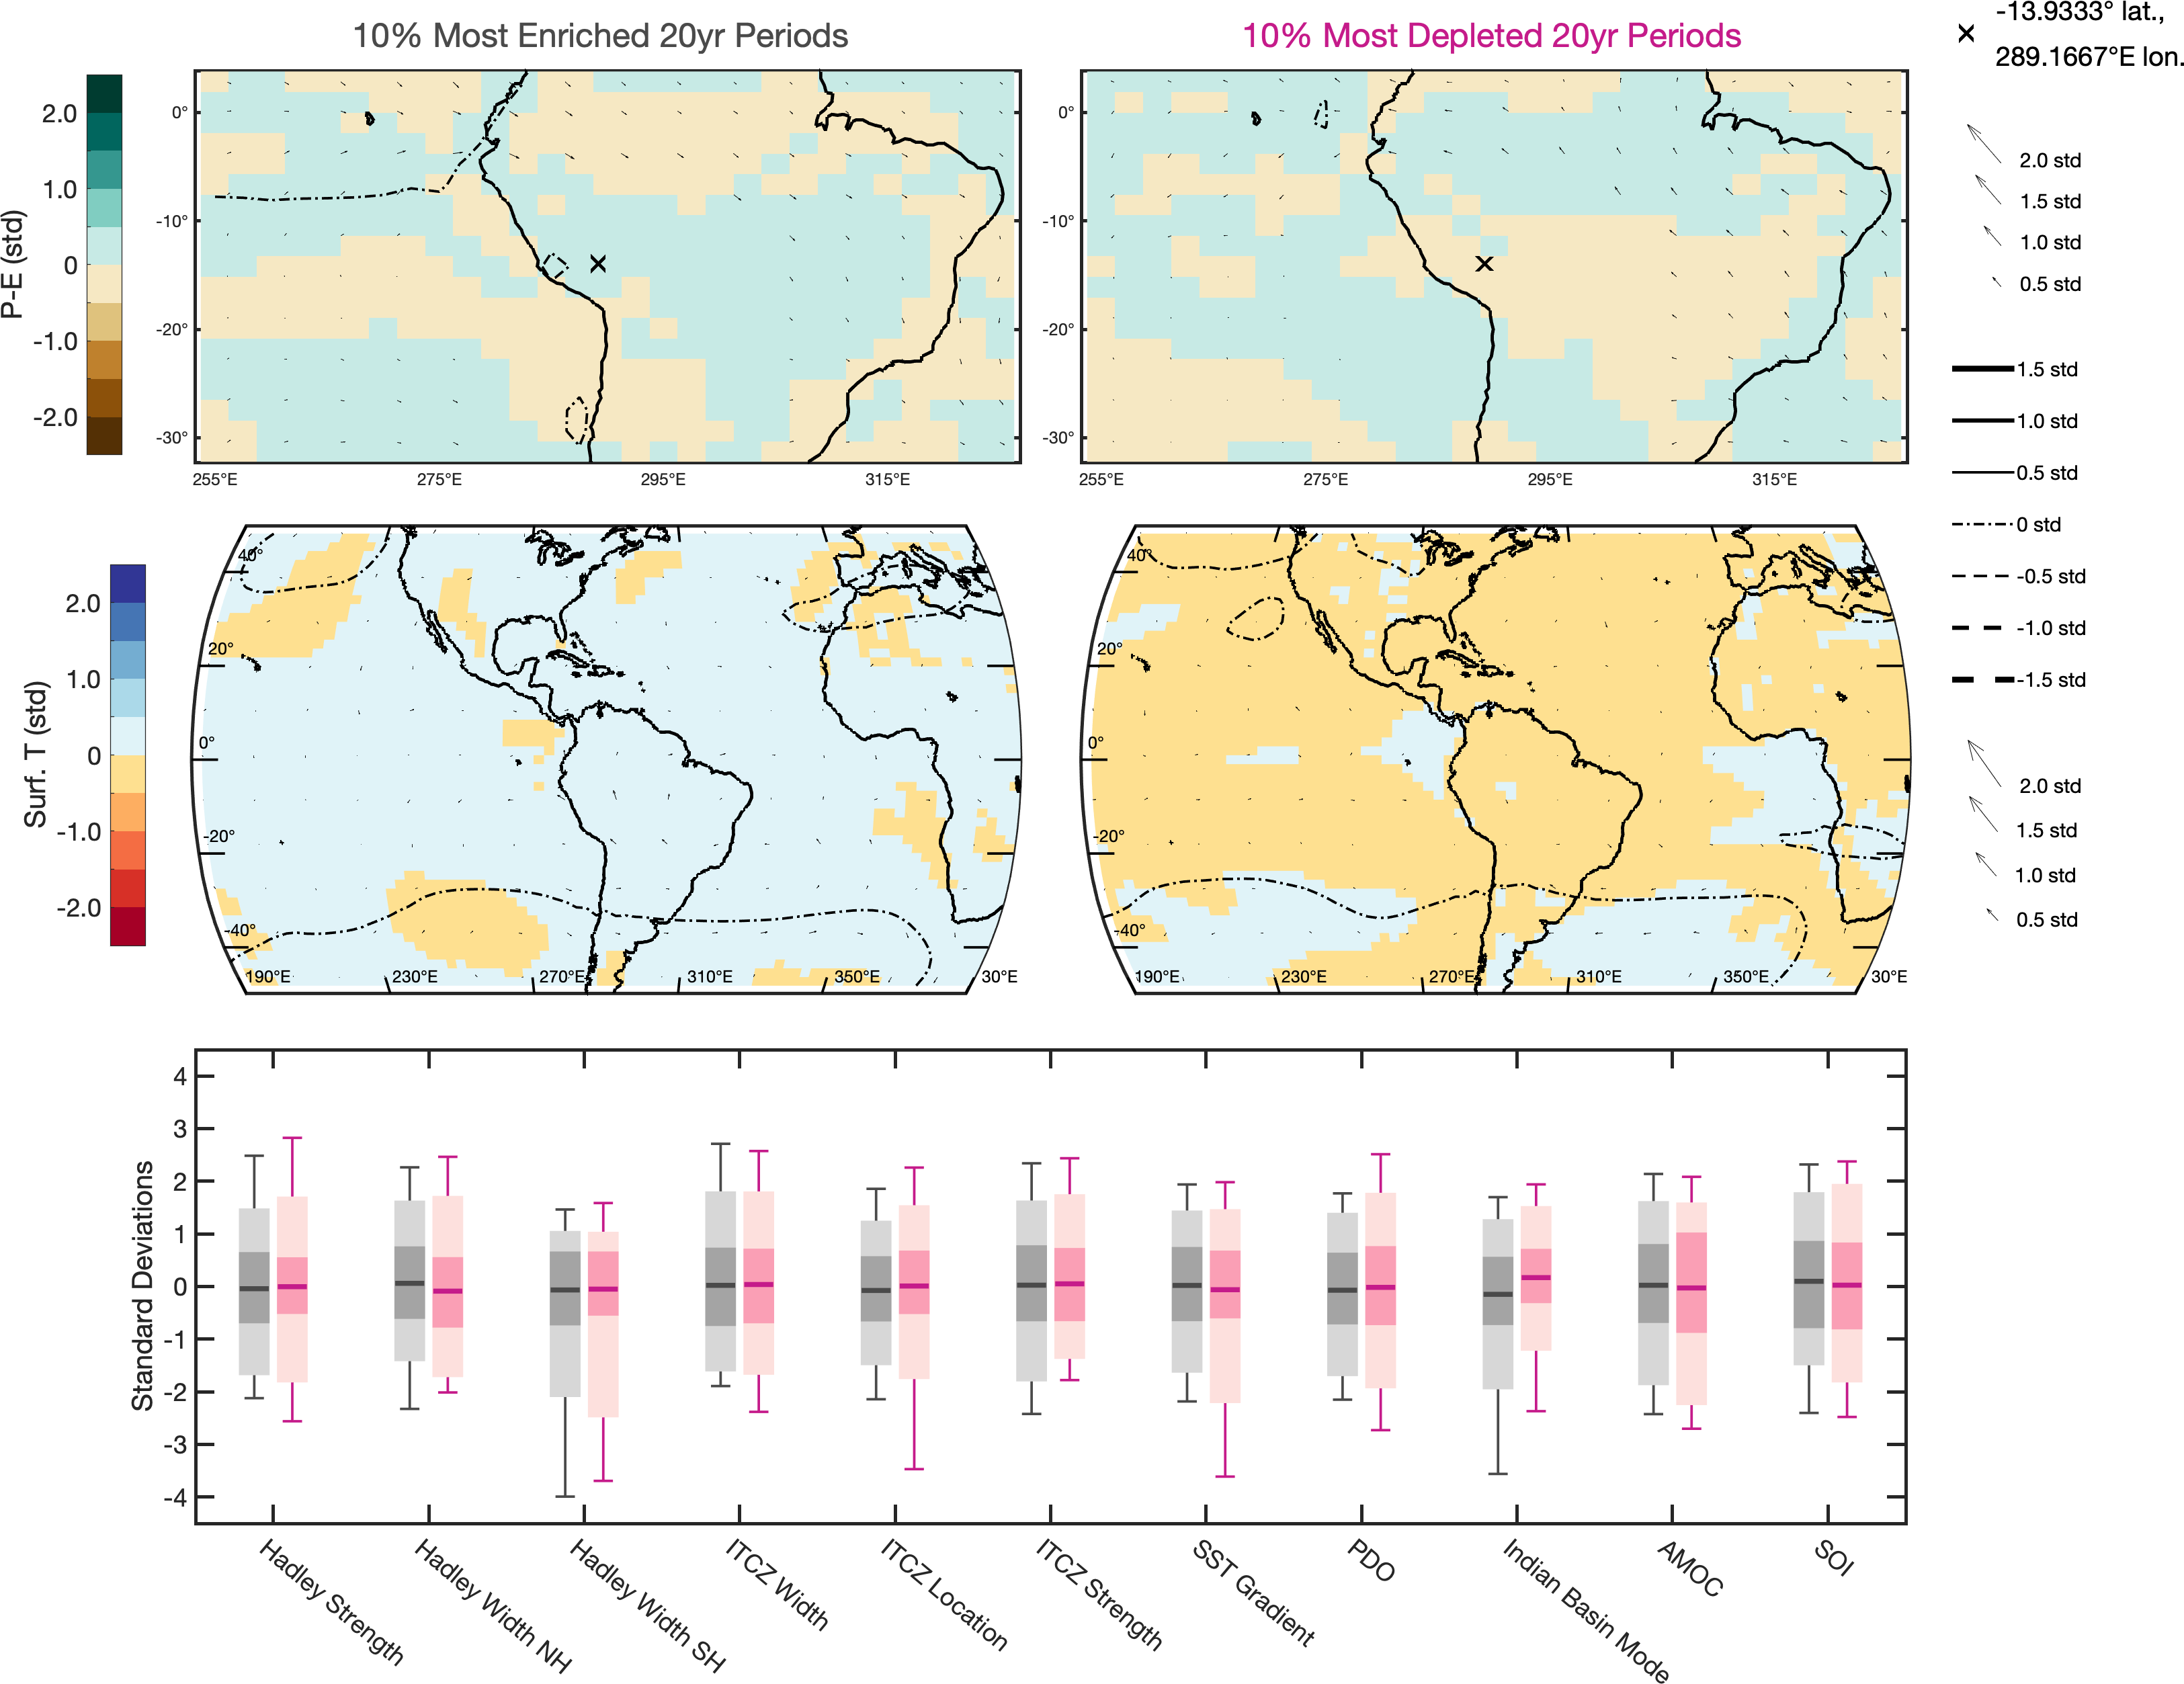 10% Most Enriched 20yr Periods
10% Most Depleted 20yr Periods
-13.9333° lat.,
289.1667°E lon.
P-E (std)
2.0
1.0
0
-1.0
-2.0
0°
-10°
-20°
-30°
255°E 275°E 295°E 315°E
0°
-10°
-20°
-30°
255°E 275°E 295°E 315°E
2.0 std
1.5 std
1.0 std
0.5 std
1.5 std
1.0 std
0.5 std
0 std
-0.5 std
-1.0 std
-1.5 std
2.0 std
1.5 std
1.0 std
0.5 std
Surf. T (std)
2.0
1.0
0
-1.0
-2.0
40°
20°
0°
-20°
-40°
190°E 230°E 270°E 310°E 350°E 30°E
40°
20°
0°
-20°
-40°
190°E 230°E 270°E 310°E 350°E 30°E
Standard Deviations
4
3
2
1
0
-1
-2
-3
-4
Hadley Strength
Hadley Width NH
Hadley Width SH
ITCZ Width
ITCZ Location
ITCZ Strength
SST Gradient
PDO
Indian Basin Mode
AMOC
SOI